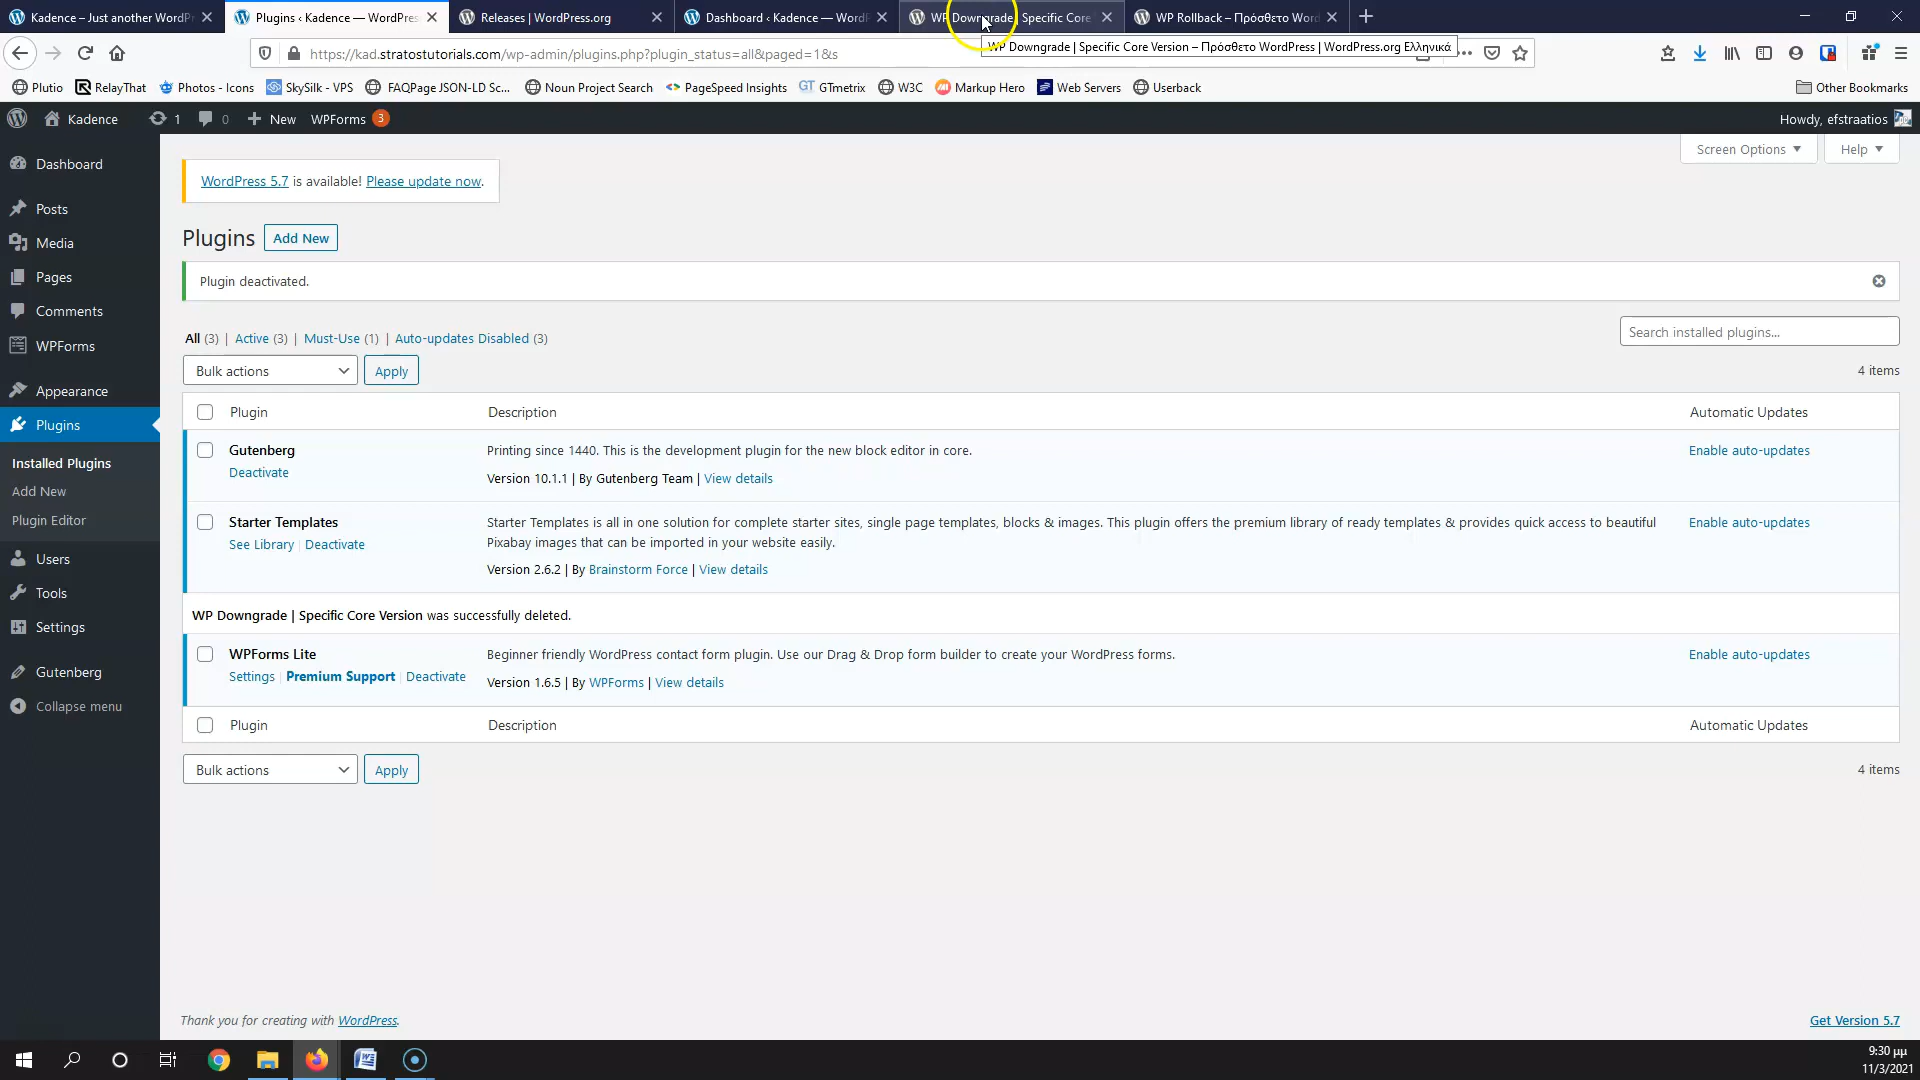 Kadence – Just another WordP
Plugins ‹ Kadence — WordPres
Releases | WordPress.org
Dashboard ‹ Kadence — WordP
WP Downgrade | Specific Core
WP Rollback – Πρόσθετο Word
https://kad.stratostutorials.com/wp-admin/plugins.php?plugin_status=all&paged=1&s
WP Downgrade | Specific Core Version – Πρόσθετο WordPress | WordPress.org Ελληνικά
Plutio
RelayThat
Photos - Icons
SkySilk - VPS
FAQPage JSON-LD Sc...
Noun Project Search
PageSpeed Insights
GTmetrix
W3C
Markup Hero
Web Servers
Userback
Other Bookmarks
Kadence
1
0
New
WPForms 3
Howdy, efstraatios
Dashboard
Posts
Media
Pages
Comments
WPForms
Appearance
Plugins
Installed Plugins
Add New
Plugin Editor
Users
Tools
Settings
Gutenberg
Collapse menu
Screen Options
Help
WordPress 5.7 is available! Please update now.
Plugins
Add New
Plugin deactivated.
All (3) | Active (3) | Must-Use (1) | Auto-updates Disabled (3)
Search installed plugins...
Bulk actions
Apply
4 items
Plugin
Description
Automatic Updates
Gutenberg
Deactivate
Printing since 1440. This is the development plugin for the new block editor in core.
Version 10.1.1 | By Gutenberg Team | View details
Enable auto-updates
Starter Templates
See Library | Deactivate
Starter Templates is all in one solution for complete starter sites, single page templates, blocks & images. This plugin offers the premium library of ready templates & provides quick access to beautiful
Pixabay images that can be imported in your website easily.
Version 2.6.2 | By Brainstorm Force | View details
Enable auto-updates
WP Downgrade | Specific Core Version was successfully deleted.
WPForms Lite
Settings | Premium Support | Deactivate
Beginner friendly WordPress contact form plugin. Use our Drag & Drop form builder to create your WordPress forms.
Version 1.6.5 | By WPForms | View details
Enable auto-updates
Plugin
Description
Automatic Updates
Bulk actions
Apply
4 items
Thank you for creating with WordPress.
Get Version 5.7
9:30 μμ
11/3/2021